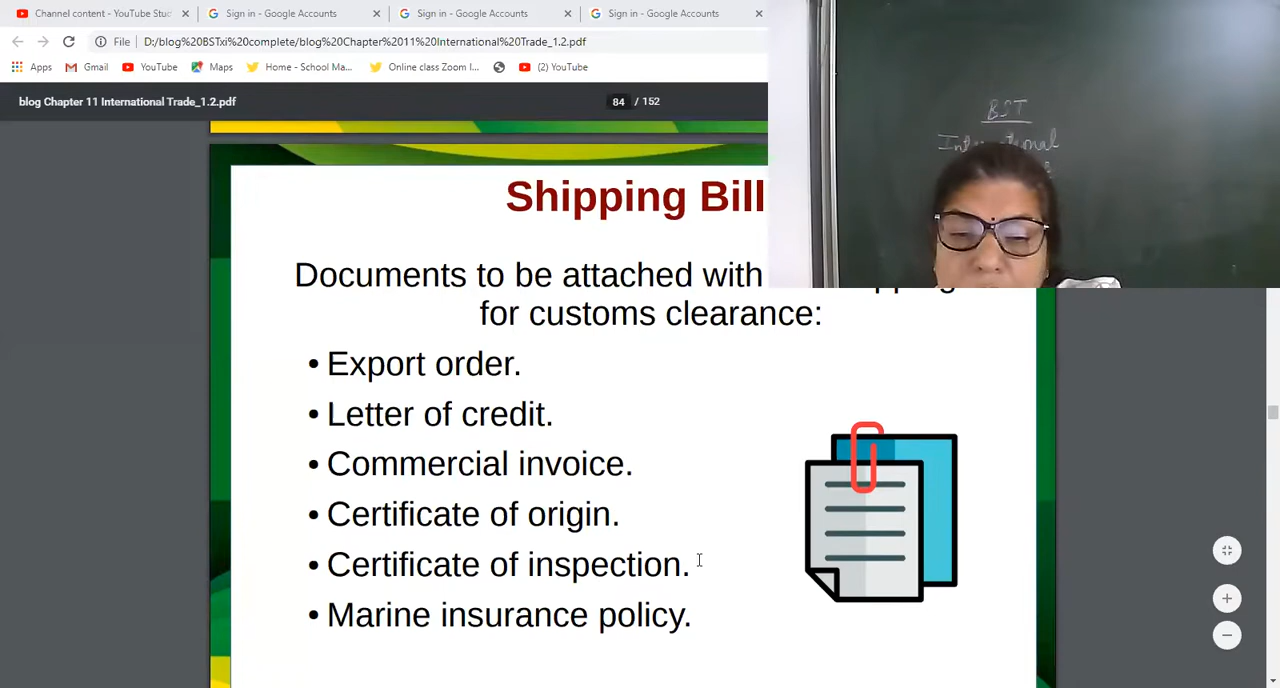 Channel content - YouTube Stud
Sign in - Google Accounts
Sign in - Google Accounts
Sign in - Google Accounts
File
D:/blog%20BSTxi%20complete/blog%20Chapter%2011%20International%20Trade_1.2.pdf
Apps
Gmail
YouTube
Maps
Home - School Ma...
Online class Zoom l...
(2) YouTube
blog Chapter 11 International Trade_1.2.pdf
84 / 152
BST
International
Shipping Bill
Documents to be attached with
for customs clearance:
• Export order.
• Letter of credit.
• Commercial invoice.
• Certificate of origin.
• Certificate of inspection.
• Marine insurance policy.